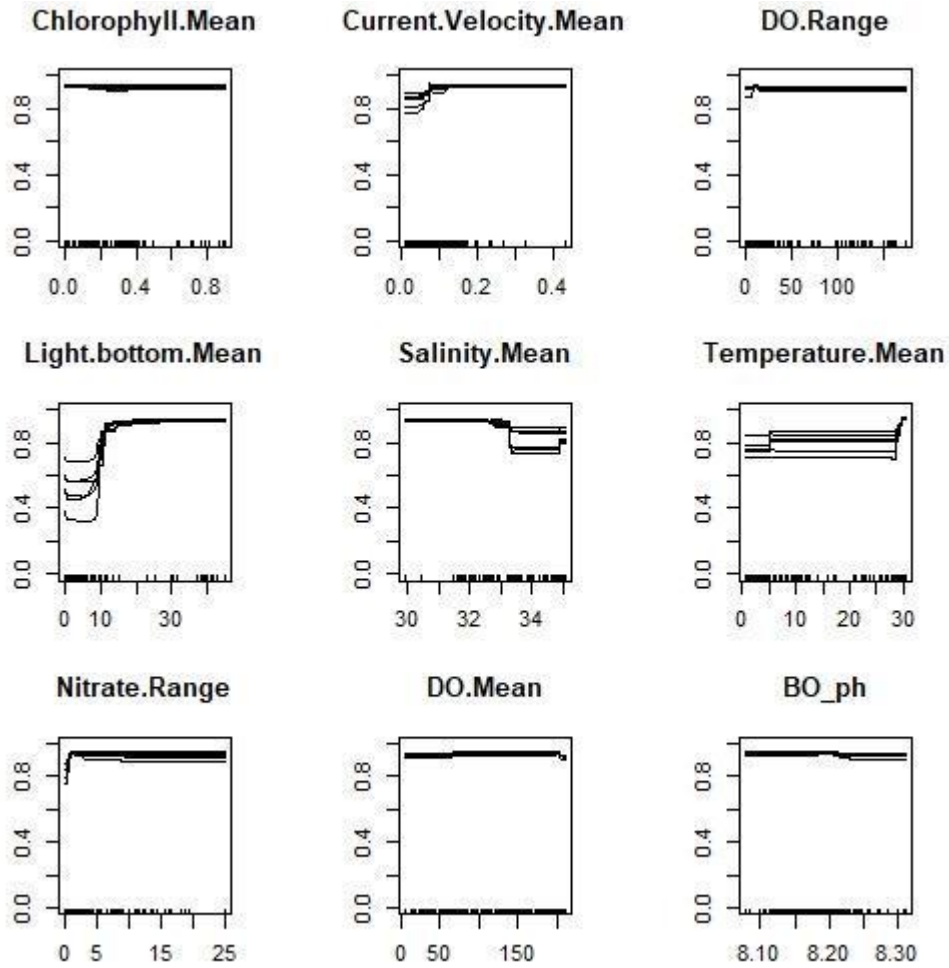 Chlorophyll.Mean Current.Velocity.Mean DO.Range
0.8 0.8 0.8
0.4 0.4 0.4
0.0 0.0 0.0
0.0 0.4 0.8 0.0 0.2 0.4 0 50 100
Light.bottom.Mean Salinity.Mean Temperature.Mean
0.8 0.8 0.8
0.4 0.4 0.4
0.0 0.0 0.0
0 10 30 30 32 34 0 10 20 30
Nitrate.Range DO.Mean BO_ph
0.8 0.8 0.8
0.4 0.4 0.4
0.0 0.0 0.0
0 5 15 25 0 50 150 8.10 8.20 8.30